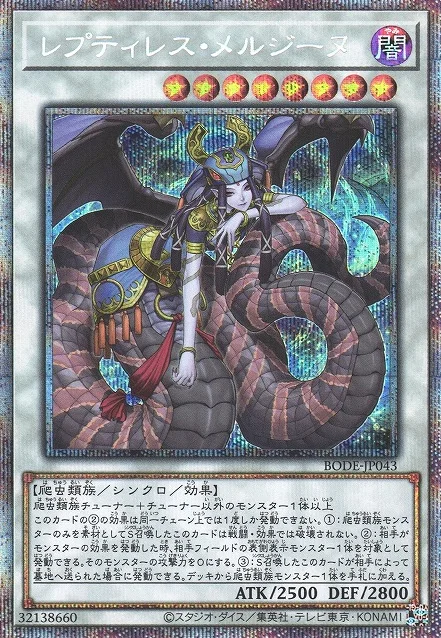 レプティレス・メルジーヌ
闇
BODE-JP043
【爬虫類族／シンクロ／効果】
爬虫類族チューナー＋チューナー以外のモンスター1体以上
このカードの②の効果は同一チェーン上では1度しか発動できない。①：爬虫類族モンス
ターのみを素材としてS召喚したこのカードは戦闘・効果では破壊されない。②：相手が
モンスターの効果を発動した時、相手フィールドの表側表示モンスター1体を対象として
発動できる。そのモンスターの攻撃力を0にする。③：S召喚したこのカードが相手によって
墓地へ送られた場合に発動できる。デッキから爬虫類族モンスター1体を手札に加える。
ATK/2500 DEF/2800
32138660
©スタジオ・ダイス／集英社・テレビ東京・KONAMI